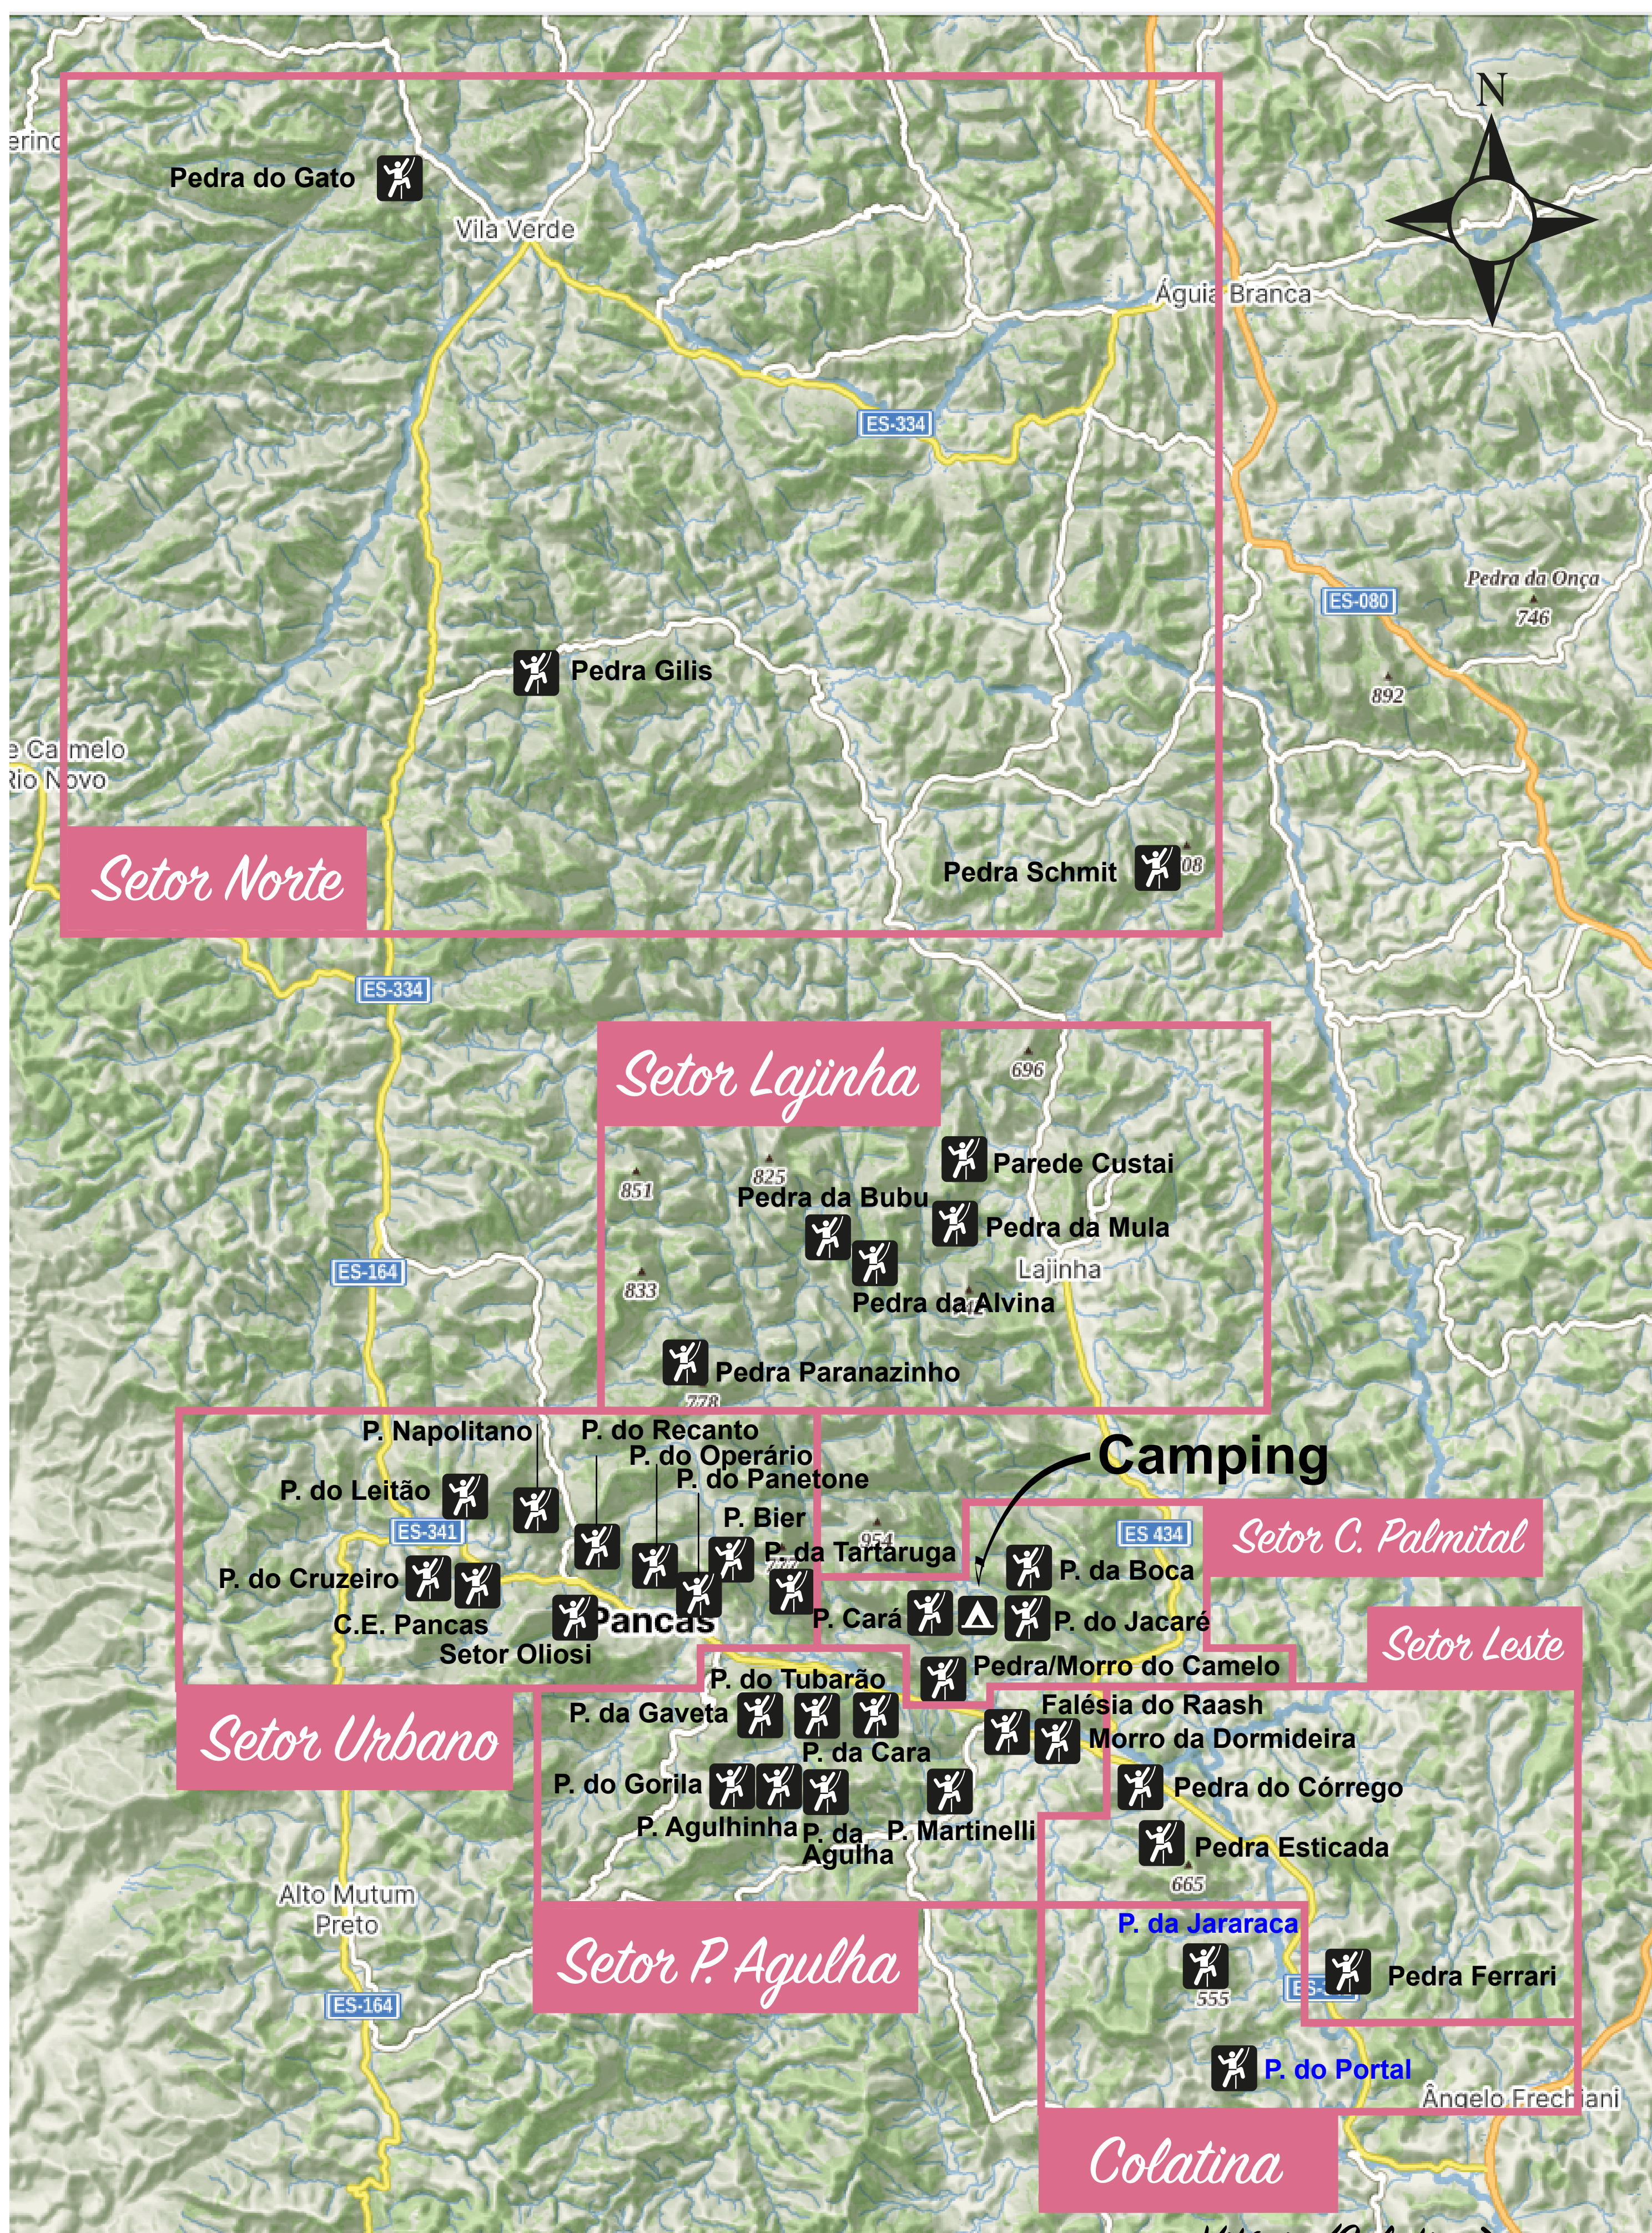 N
erino
Pedra do Gato
Vila Verde
Águia Branca
ES-334
Pedra da Onça
746
ES-080
Pedra Gilis
892
e Carmelo
Rio Novo
Pedra Schmit
08
Setor Norte
ES-334
Setor Lajinha
696
Parede Custai
825
851
Pedra da Bubu
Pedra da Mula
Lajinha
ES-164
833
Pedra da Alvina
Pedra Paranazinho
778
P. Napolitano
P. do Recanto
P. do Operário
P. do Panetone
Camping
P. do Leitão
P. Bier
ES-341
954
ES 434
Setor C. Palmital
P. da Tartaruga
P. da Boca
P. do Cruzeiro
C.E. Pancas
Pancas
P. Cará
P. do Jacaré
Setor Oliosi
Setor Leste
Pedra/Morro do Camelo
P. do Tubarão
Falésia do Raash
P. da Gaveta
Setor Urbano
Morro da Dormideira
P. da Cara
P. do Gorila
Pedra do Córrego
P. Agulhinha
P. da
Agulha
P. Martinelli
Pedra Esticada
665
Alto Mutum
Preto
P. da Jararaca
Setor P. Agulha
Pedra Ferrari
555
ES-164
P. do Portal
Ângelo Frechiani
Colatina